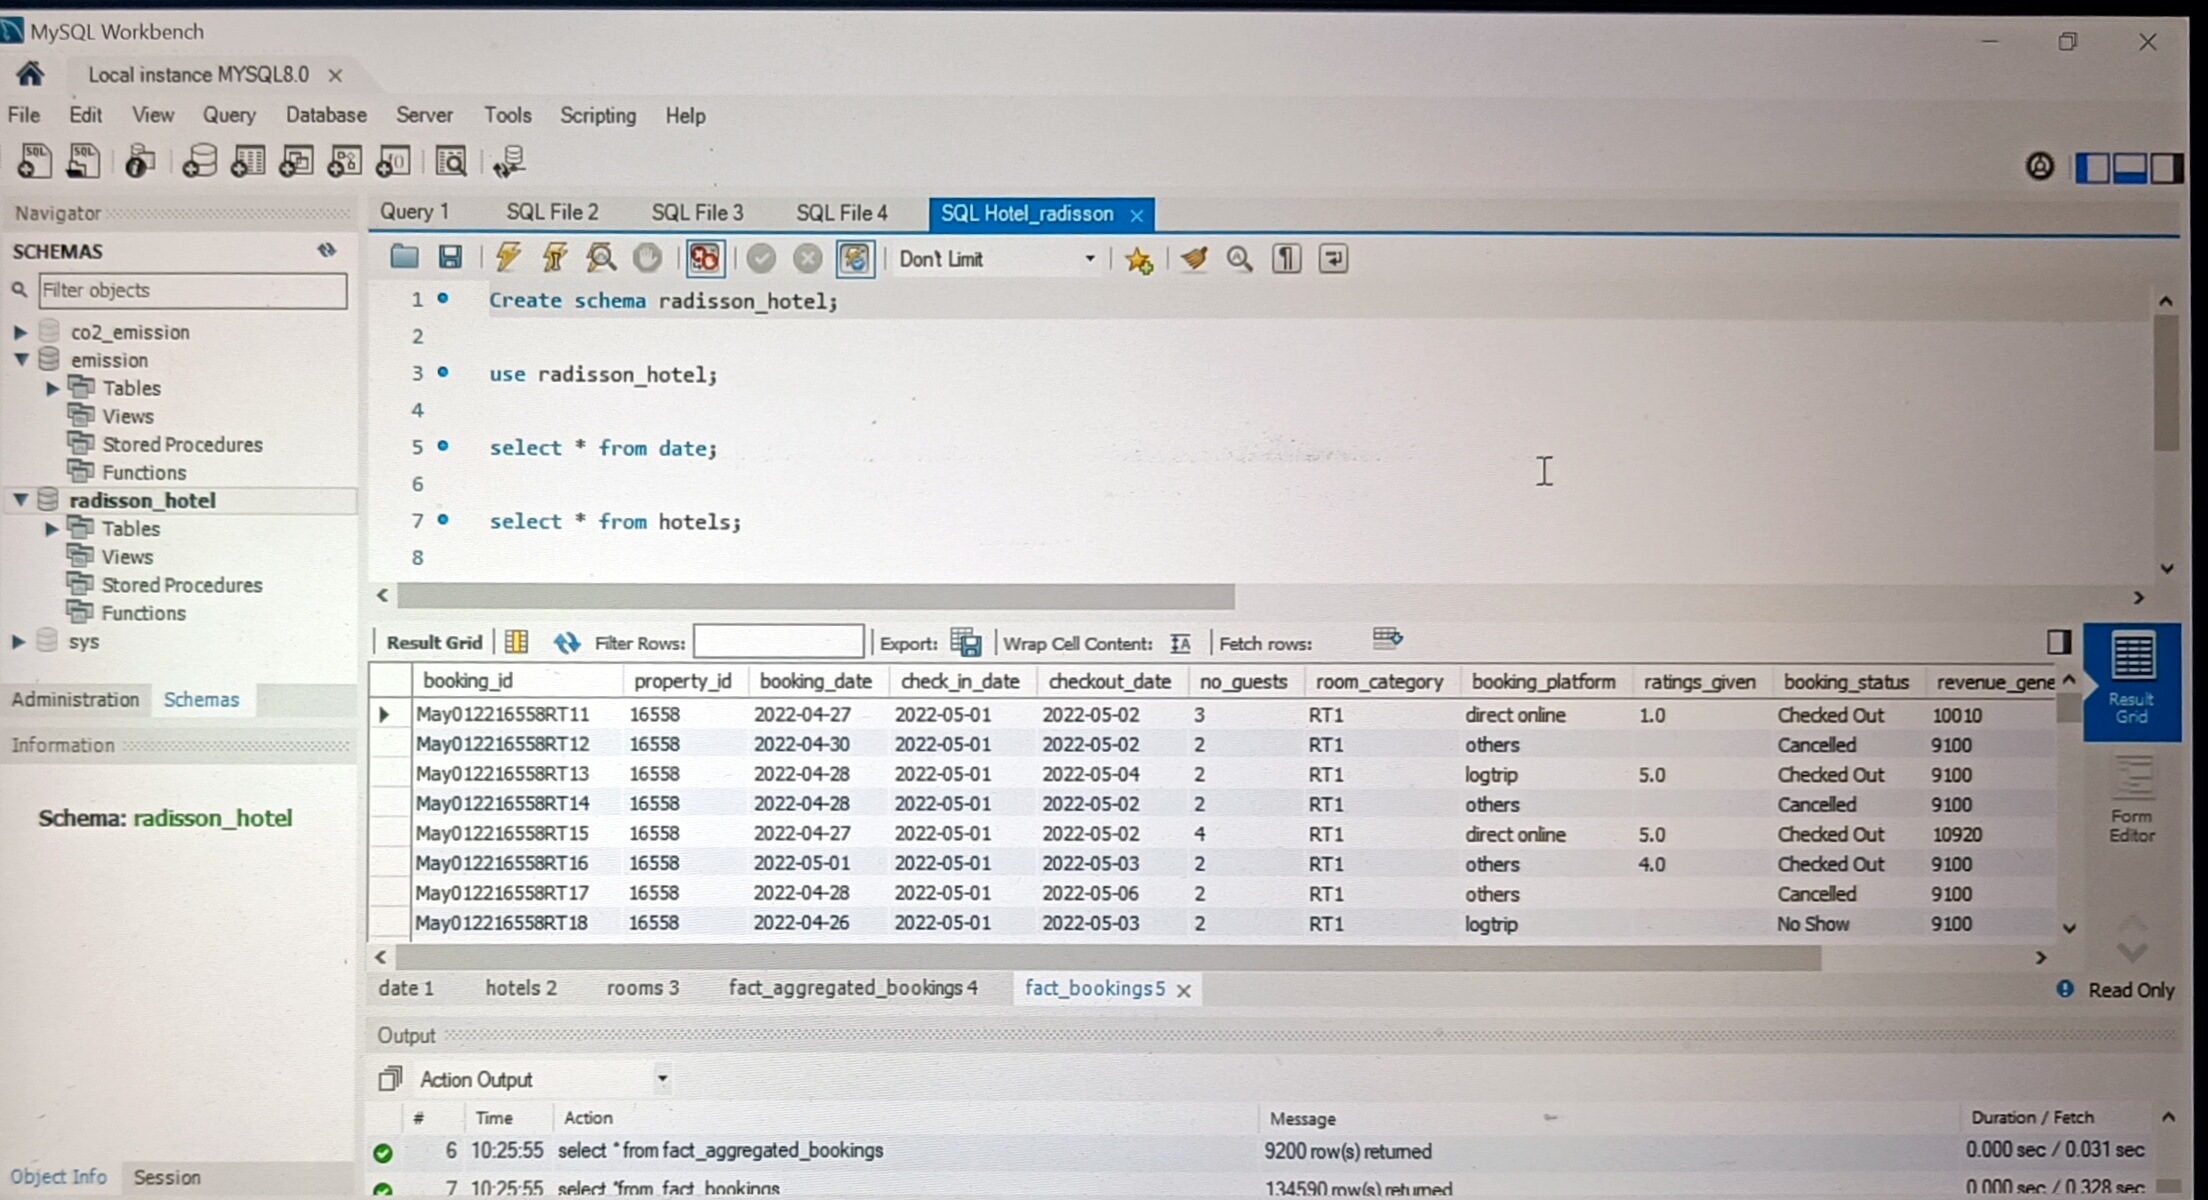 MySQL Workbench
Local instance MYSQL8.0
File Edit View Query Database Server Tools Scripting Help
Navigator
SCHEMAS
Filter objects
co2_emission
emission
Tables
Views
Stored Procedures
Functions
radisson_hotel
Tables
Views
Stored Procedures
Functions
sys
Administration Schemas
Information
Schema: radisson_hotel
Object Info Session
Query 1 SQL File 2 SQL File 3 SQL File 4 SQL Hotel_radisson
Don't Limit
1 Create schema radisson_hotel;
2
3 use radisson_hotel;
4
5 select * from date;
6
7 select * from hotels;
8
Result Grid Filter Rows: Export: Wrap Cell Content: Fetch rows:
booking_id property_id booking_date check_in_date checkout_date no_guests room_category booking_platform ratings_given booking_status revenue_gene
May012216558RT11 16558 2022-04-27 2022-05-01 2022-05-02 3 RT1 direct online 1.0 Checked Out 10010
May012216558RT12 16558 2022-04-30 2022-05-01 2022-05-02 2 RT1 others Cancelled 9100
May012216558RT13 16558 2022-04-28 2022-05-01 2022-05-04 2 RT1 logtrip 5.0 Checked Out 9100
May012216558RT14 16558 2022-04-28 2022-05-01 2022-05-02 2 RT1 others Cancelled 9100
May012216558RT15 16558 2022-04-27 2022-05-01 2022-05-02 4 RT1 direct online 5.0 Checked Out 10920
May012216558RT16 16558 2022-05-01 2022-05-01 2022-05-03 2 RT1 others 4.0 Checked Out 9100
May012216558RT17 16558 2022-04-28 2022-05-01 2022-05-06 2 RT1 others Cancelled 9100
May012216558RT18 16558 2022-04-26 2022-05-01 2022-05-03 2 RT1 logtrip No Show 9100
Result
Grid
Form
Editor
date 1 hotels 2 rooms 3 fact_aggregated_bookings 4 fact_bookings 5
Read Only
Output
Action Output
# Time Action Message Duration / Fetch
6 10:25:55 select * from fact_aggregated_bookings 9200 row(s) returned 0.000 sec / 0.031 sec
7 10:25:55 select * from fact_bookings 134590 row(s) returned 0.000 sec / 0.328 sec